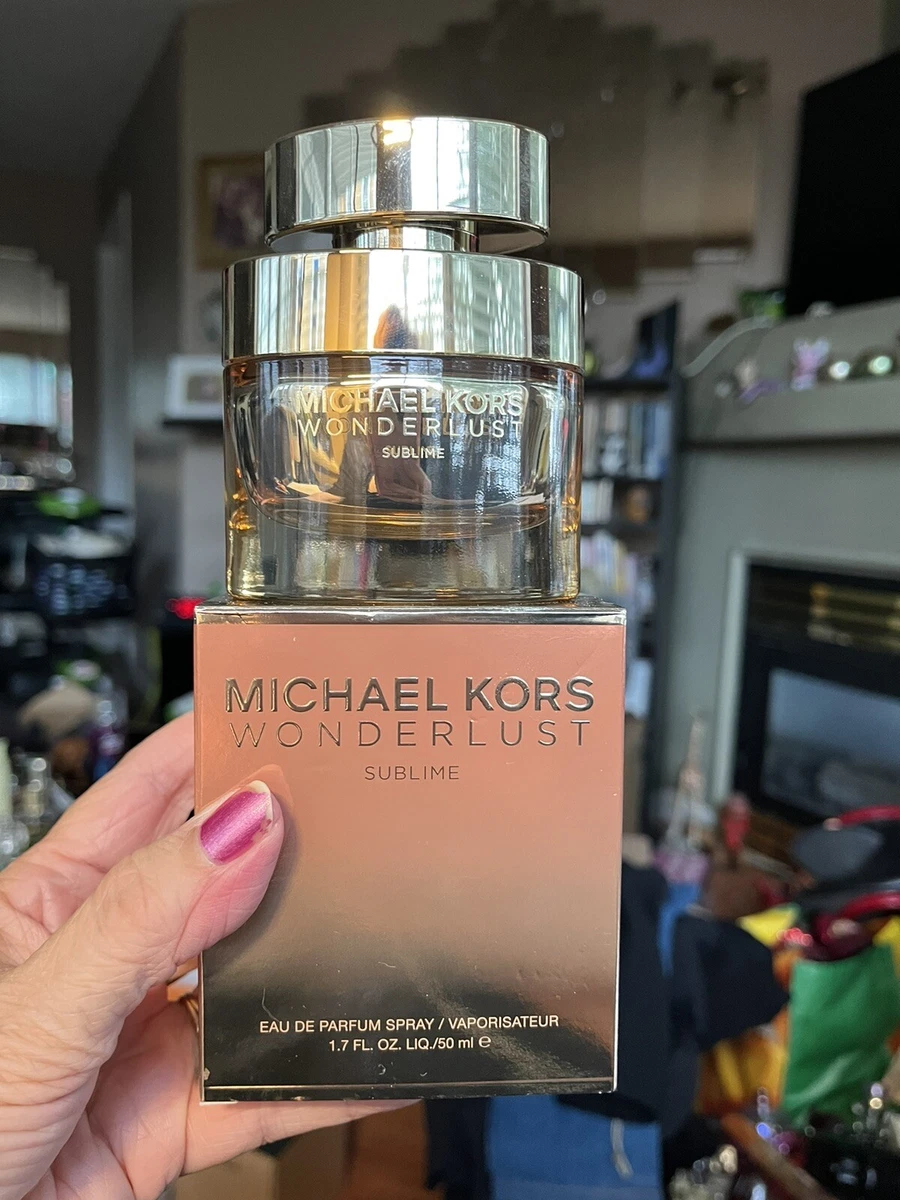 MICHAEL KORS
WONDERLUST
SUBLIME
MICHAEL KORS
WONDERLUST
SUBLIME
EAU DE PARFUM SPRAY / VAPORISATEUR
1.7 FL. OZ. LIQ./50 ml ℮